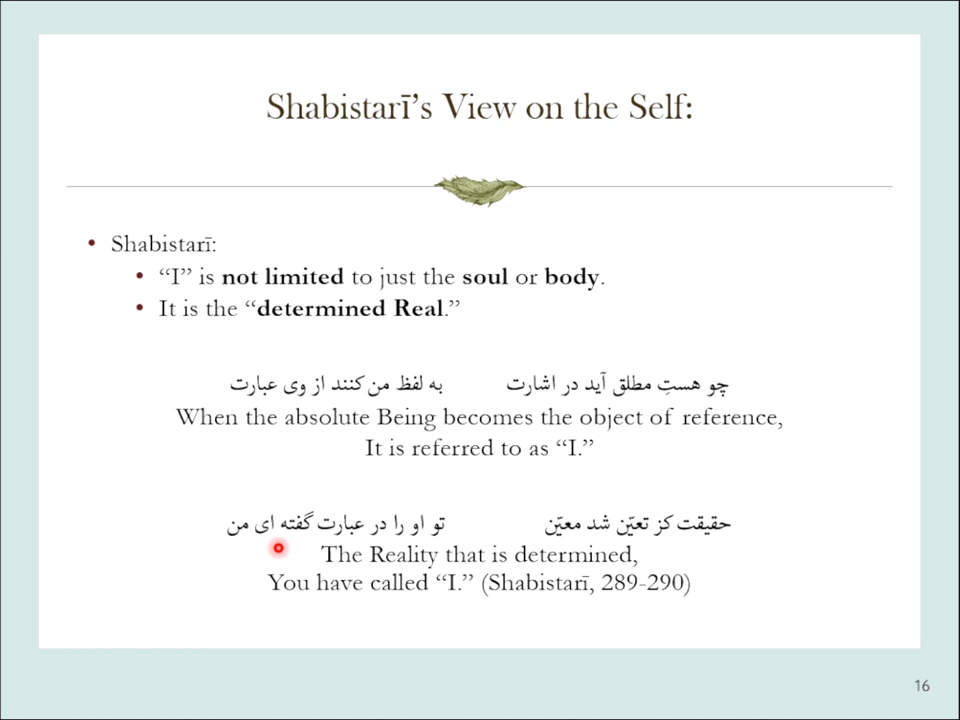 Shabistarī’s View on the Self:
• Shabistarī:
• “I” is not limited to just the soul or body.
• It is the “determined Real.”
چو هستِ مطلق آید در اشارت به لفظ من کنند از وی عبارت
When the absolute Being becomes the object of reference,
It is referred to as “I.”
حقیقت کز تعیّن شد معیّن تو او را در عبارت گفته ای من
The Reality that is determined,
You have called “I.” (Shabistarī, 289-290)
16